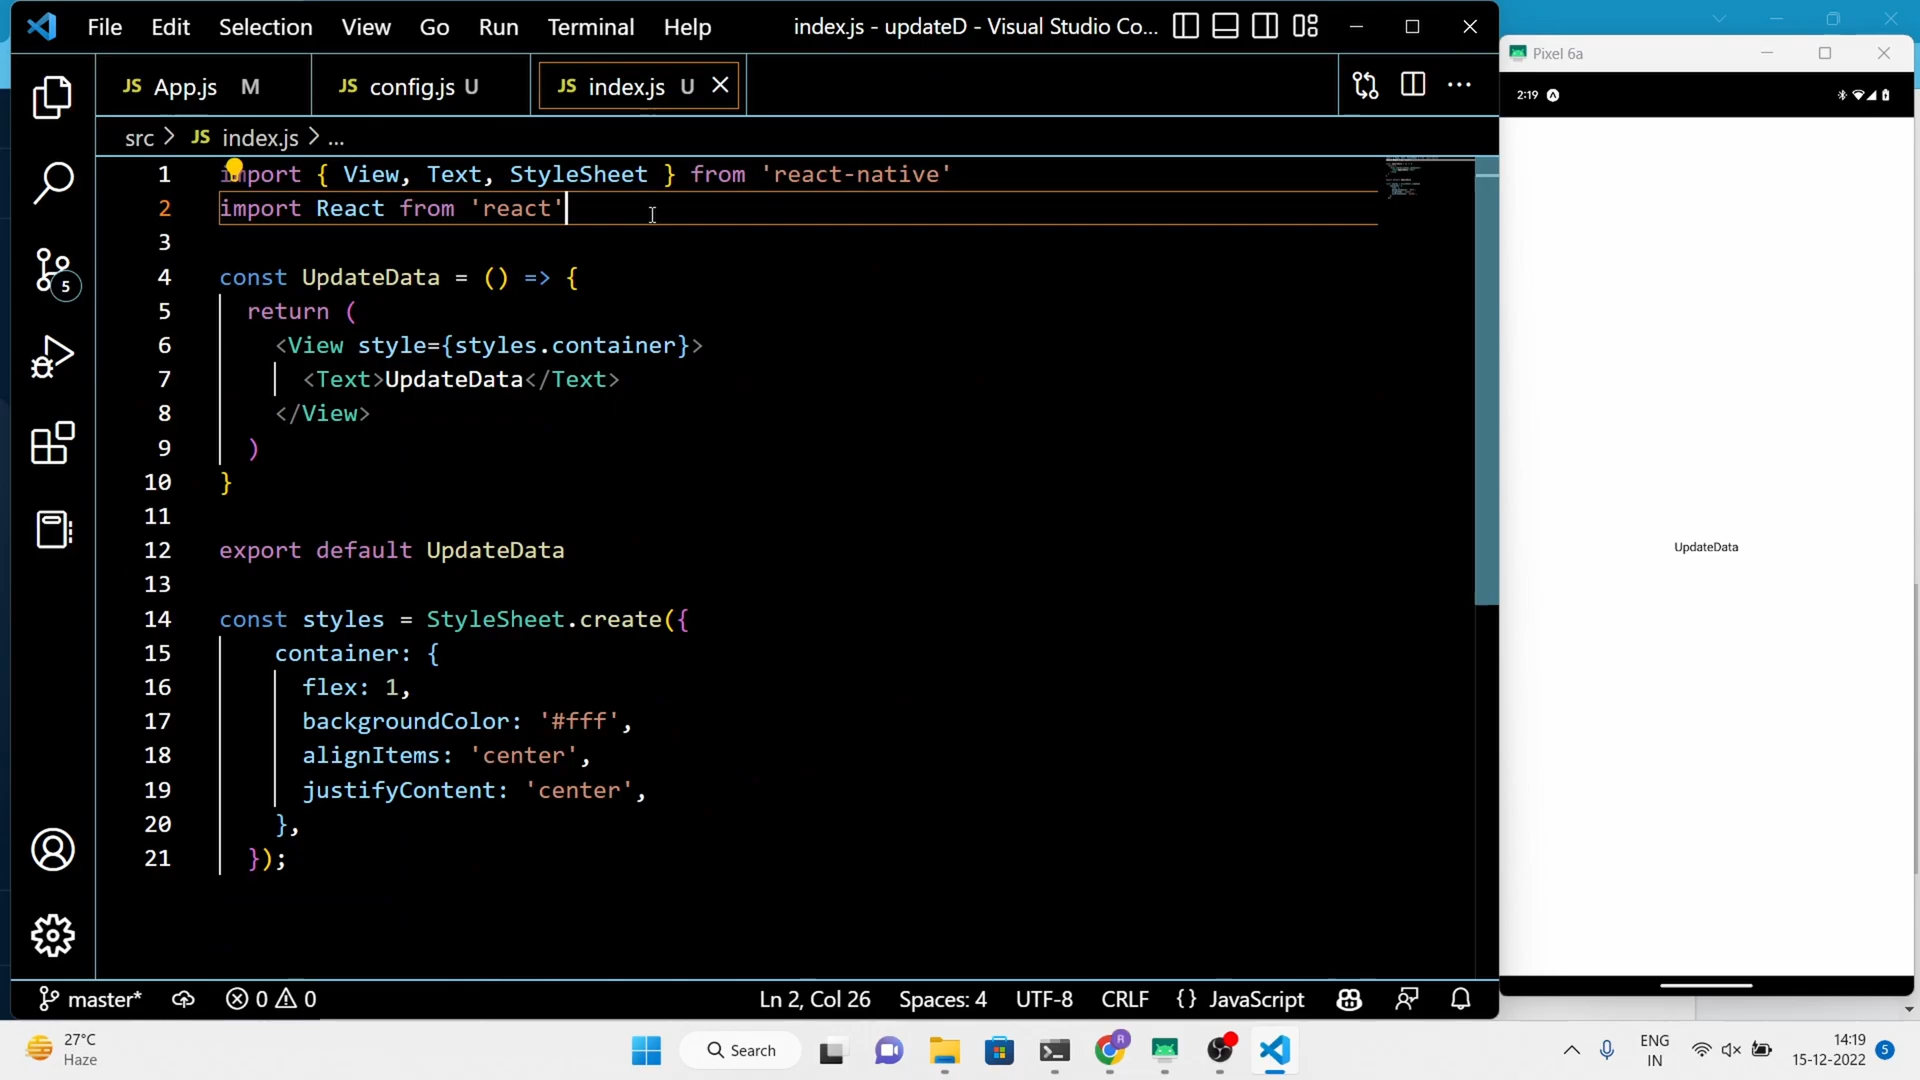 File Edit Selection View Go Run Terminal Help index.js - updateD - Visual Studio Co...
JS App.js M JS config.js U JS index.js U
src > JS index.js > ...
1 import { View, Text, StyleSheet } from 'react-native'
2 import React from 'react'
3
4 const UpdateData = () => {
5 return (
6 <View style={styles.container}>
7 <Text>UpdateData</Text>
8 </View>
9 )
10 }
11
12 export default UpdateData
13
14 const styles = StyleSheet.create({
15 container: {
16 flex: 1,
17 backgroundColor: '#fff',
18 alignItems: 'center',
19 justifyContent: 'center',
20 },
21 });
5
master* 0 0 Ln 2, Col 26 Spaces: 4 UTF-8 CRLF {} JavaScript
Pixel 6a
2:19
UpdateData
27°C
Haze
Search
R
ENG
IN
14:19
15-12-2022
5